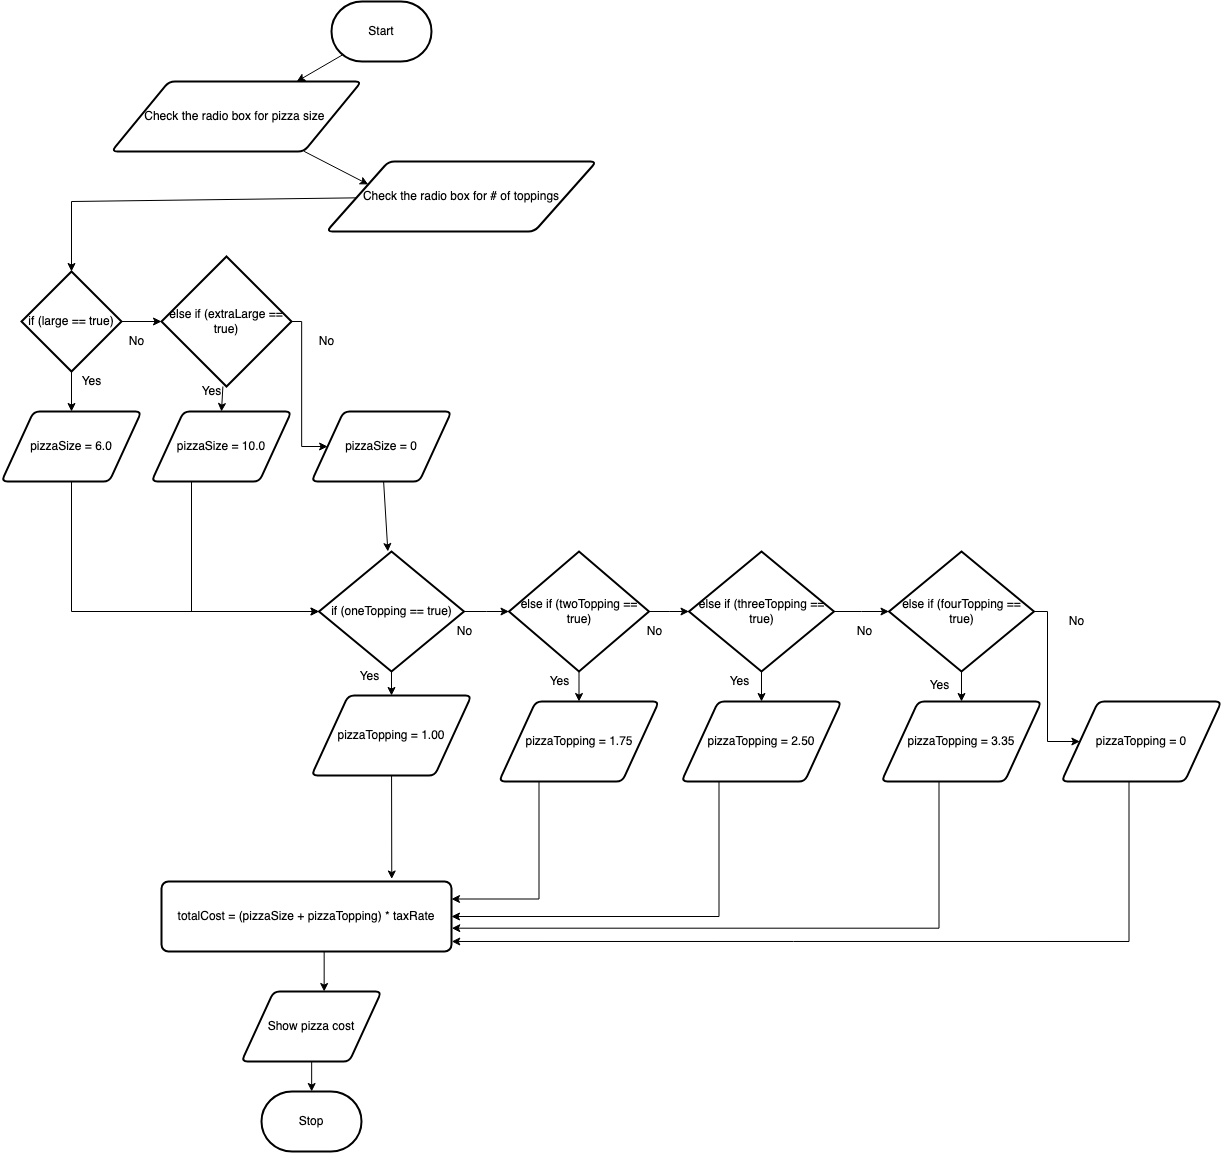 Start
Check the radio box for pizza size
Check the radio box for # of toppings
if (large == true)
else if (extraLarge ==
true)
No
No
Yes
Yes
pizzaSize = 6.0
pizzaSize = 10.0
pizzaSize = 0
if (oneTopping == true)
else if (twoTopping ==
true)
else if (threeTopping ==
true)
else if (fourTopping ==
true)
No
No
No
No
Yes
Yes
Yes
Yes
pizzaTopping = 1.00
pizzaTopping = 1.75
pizzaTopping = 2.50
pizzaTopping = 3.35
pizzaTopping = 0
totalCost = (pizzaSize + pizzaTopping) * taxRate
Show pizza cost
Stop